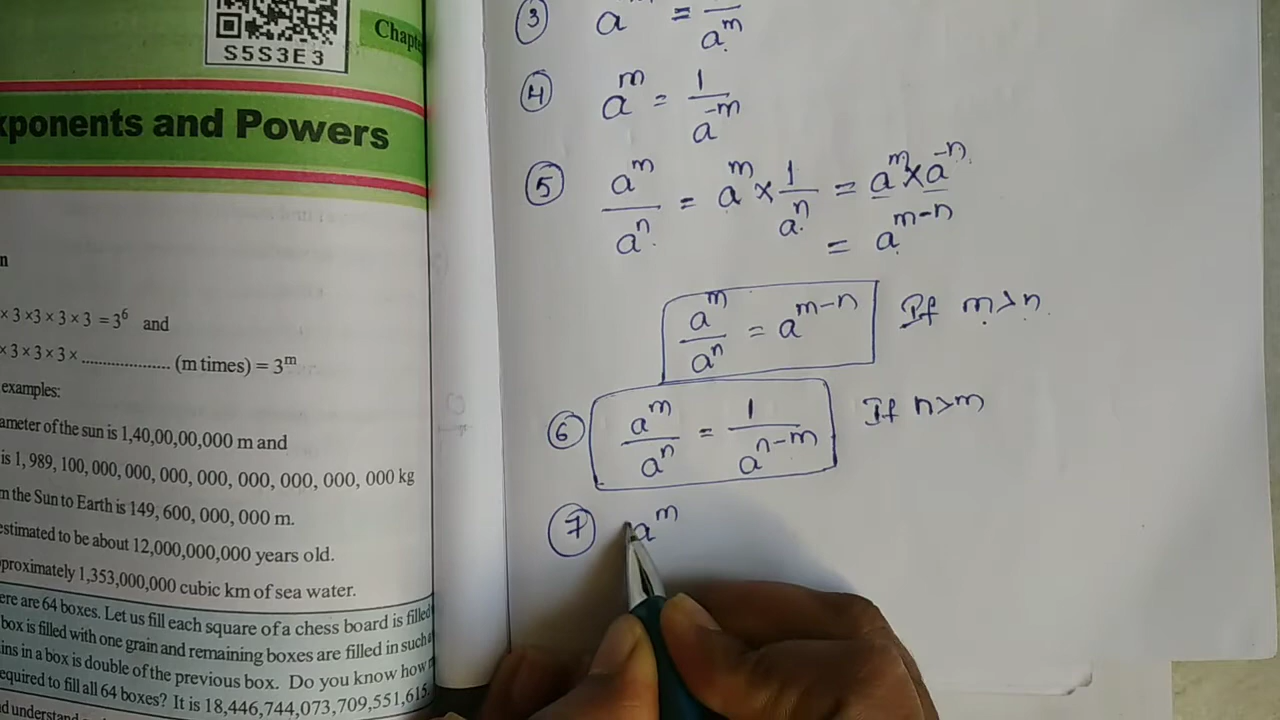 S5S3E3
Chapte
xponents and Powers
n
× 3 ×3 × 3 × 3 = 3⁶ and
× 3 × 3 × 3 × .................... (m times) = 3ᵐ
examples:
ameter of the sun is 1,40,00,00,000 m and
is 1, 989, 100, 000, 000, 000, 000, 000, 000, 000 kg
m the Sun to Earth is 149, 600, 000, 000 m.
estimated to be about 12,000,000,000 years old.
proximately 1,353,000,000 cubic km of sea water.
ere are 64 boxes. Let us fill each square of a chess board is filled
box is filled with one grain and remaining boxes are filled in such
ins in a box is double of the previous box. Do you know how
equired to fill all 64 boxes? It is 18,446,744,073,709,551,615.
nd understand
③ a = / aᵐ
④ aᵐ = 1/a⁻ᵐ
⑤ aᵐ/aⁿ = aᵐ × 1/aⁿ = aᵐ × a⁻ⁿ
= aᵐ⁻ⁿ
aᵐ/aⁿ = aᵐ⁻ⁿ If m > n
⑥ aᵐ/aⁿ = 1/aⁿ⁻ᵐ If n > m
⑦ aᵐ